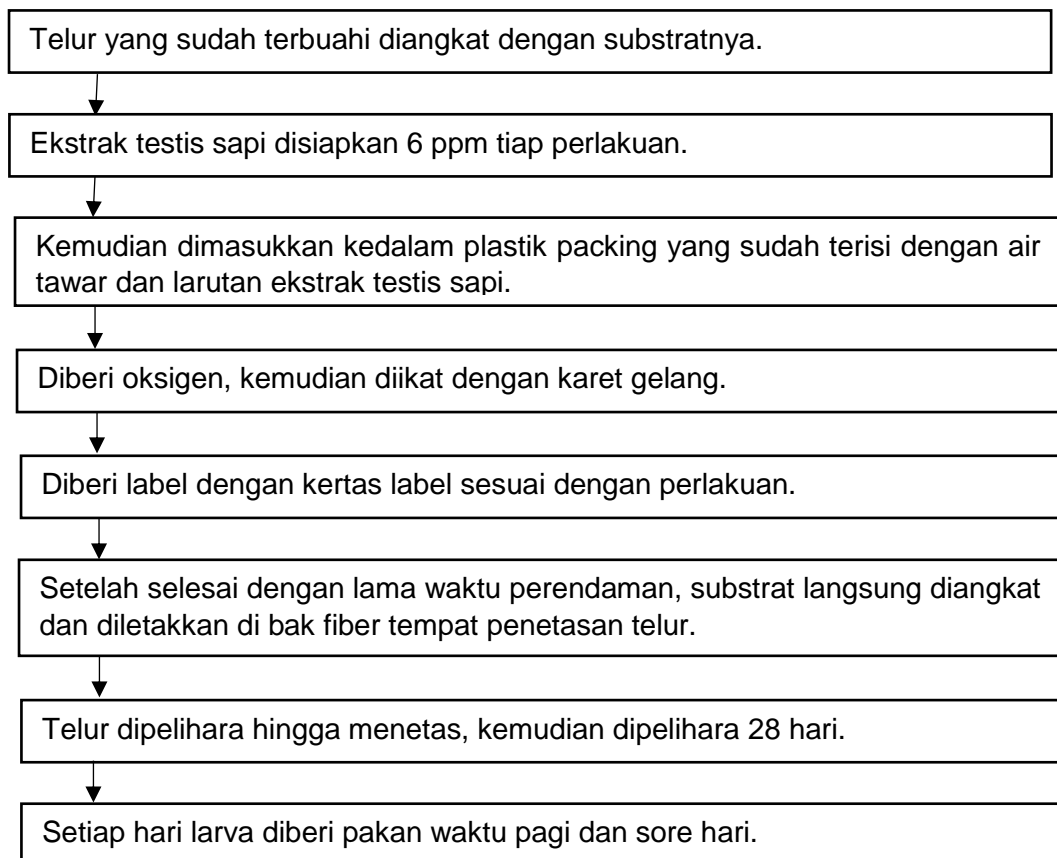 Telur yang sudah terbuahi diangkat dengan substratnya.
Ekstrak testis sapi disiapkan 6 ppm tiap perlakuan.
Kemudian dimasukkan kedalam plastik packing yang sudah terisi dengan air
tawar dan larutan ekstrak testis sapi.
Diberi oksigen, kemudian diikat dengan karet gelang.
Diberi label dengan kertas label sesuai dengan perlakuan.
Setelah selesai dengan lama waktu perendaman, substrat langsung diangkat
dan diletakkan di bak fiber tempat penetasan telur.
Telur dipelihara hingga menetas, kemudian dipelihara 28 hari.
Setiap hari larva diberi pakan waktu pagi dan sore hari.